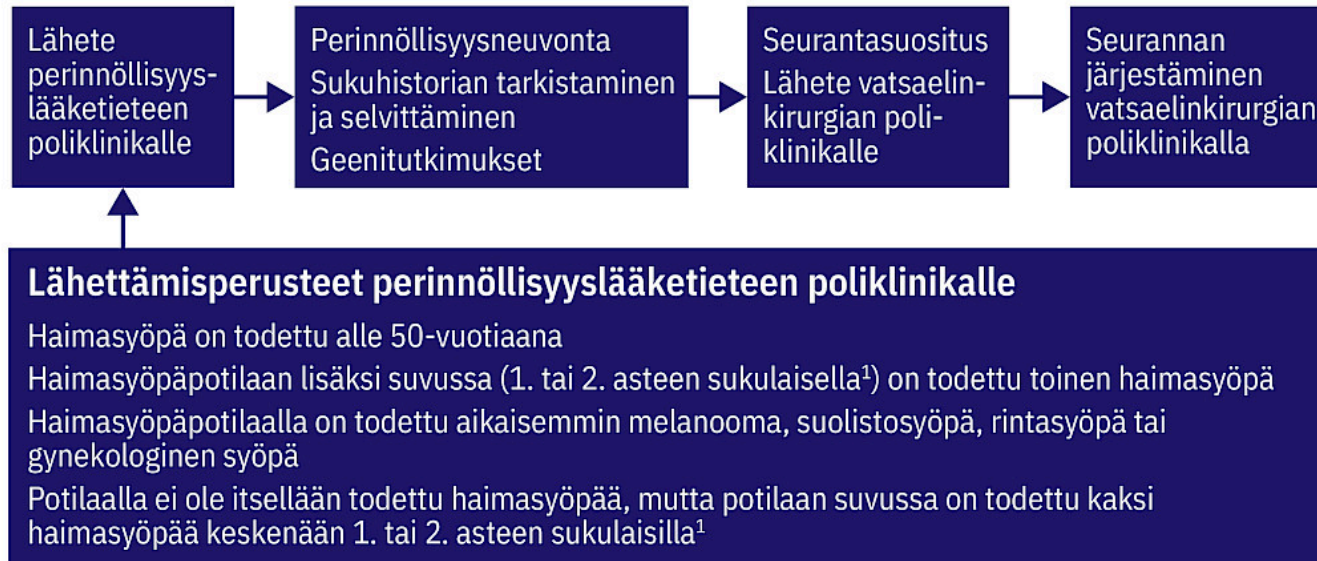 Lähete
perinnöllisyys-
lääketieteen
poliklinikalle
Perinnöllisyysneuvonta
Sukuhistorian tarkistaminen
ja selvittäminen
Geenitutkimukset
Seurantasuositus
Lähete vatsaelin-
kirurgian poli-
klinikalle
Seurannan
järjestäminen
vatsaelinkirurgian
poliklinikalla
Lähettämisperusteet perinnöllisyyslääketieteen poliklinikalle
Haimasyöpä on todettu alle 50-vuotiaana
Haimasyöpäpotilaan lisäksi suvussa (1. tai 2. asteen sukulaisella¹) on todettu toinen haimasyöpä
Haimasyöpäpotilaalla on todettu aikaisemmin melanooma, suolistosyöpä, rintasyöpä tai
gynekologinen syöpä
Potilaalla ei ole itsellään todettu haimasyöpää, mutta potilaan suvussa on todettu kaksi
haimasyöpää keskenään 1. tai 2. asteen sukulaisilla¹